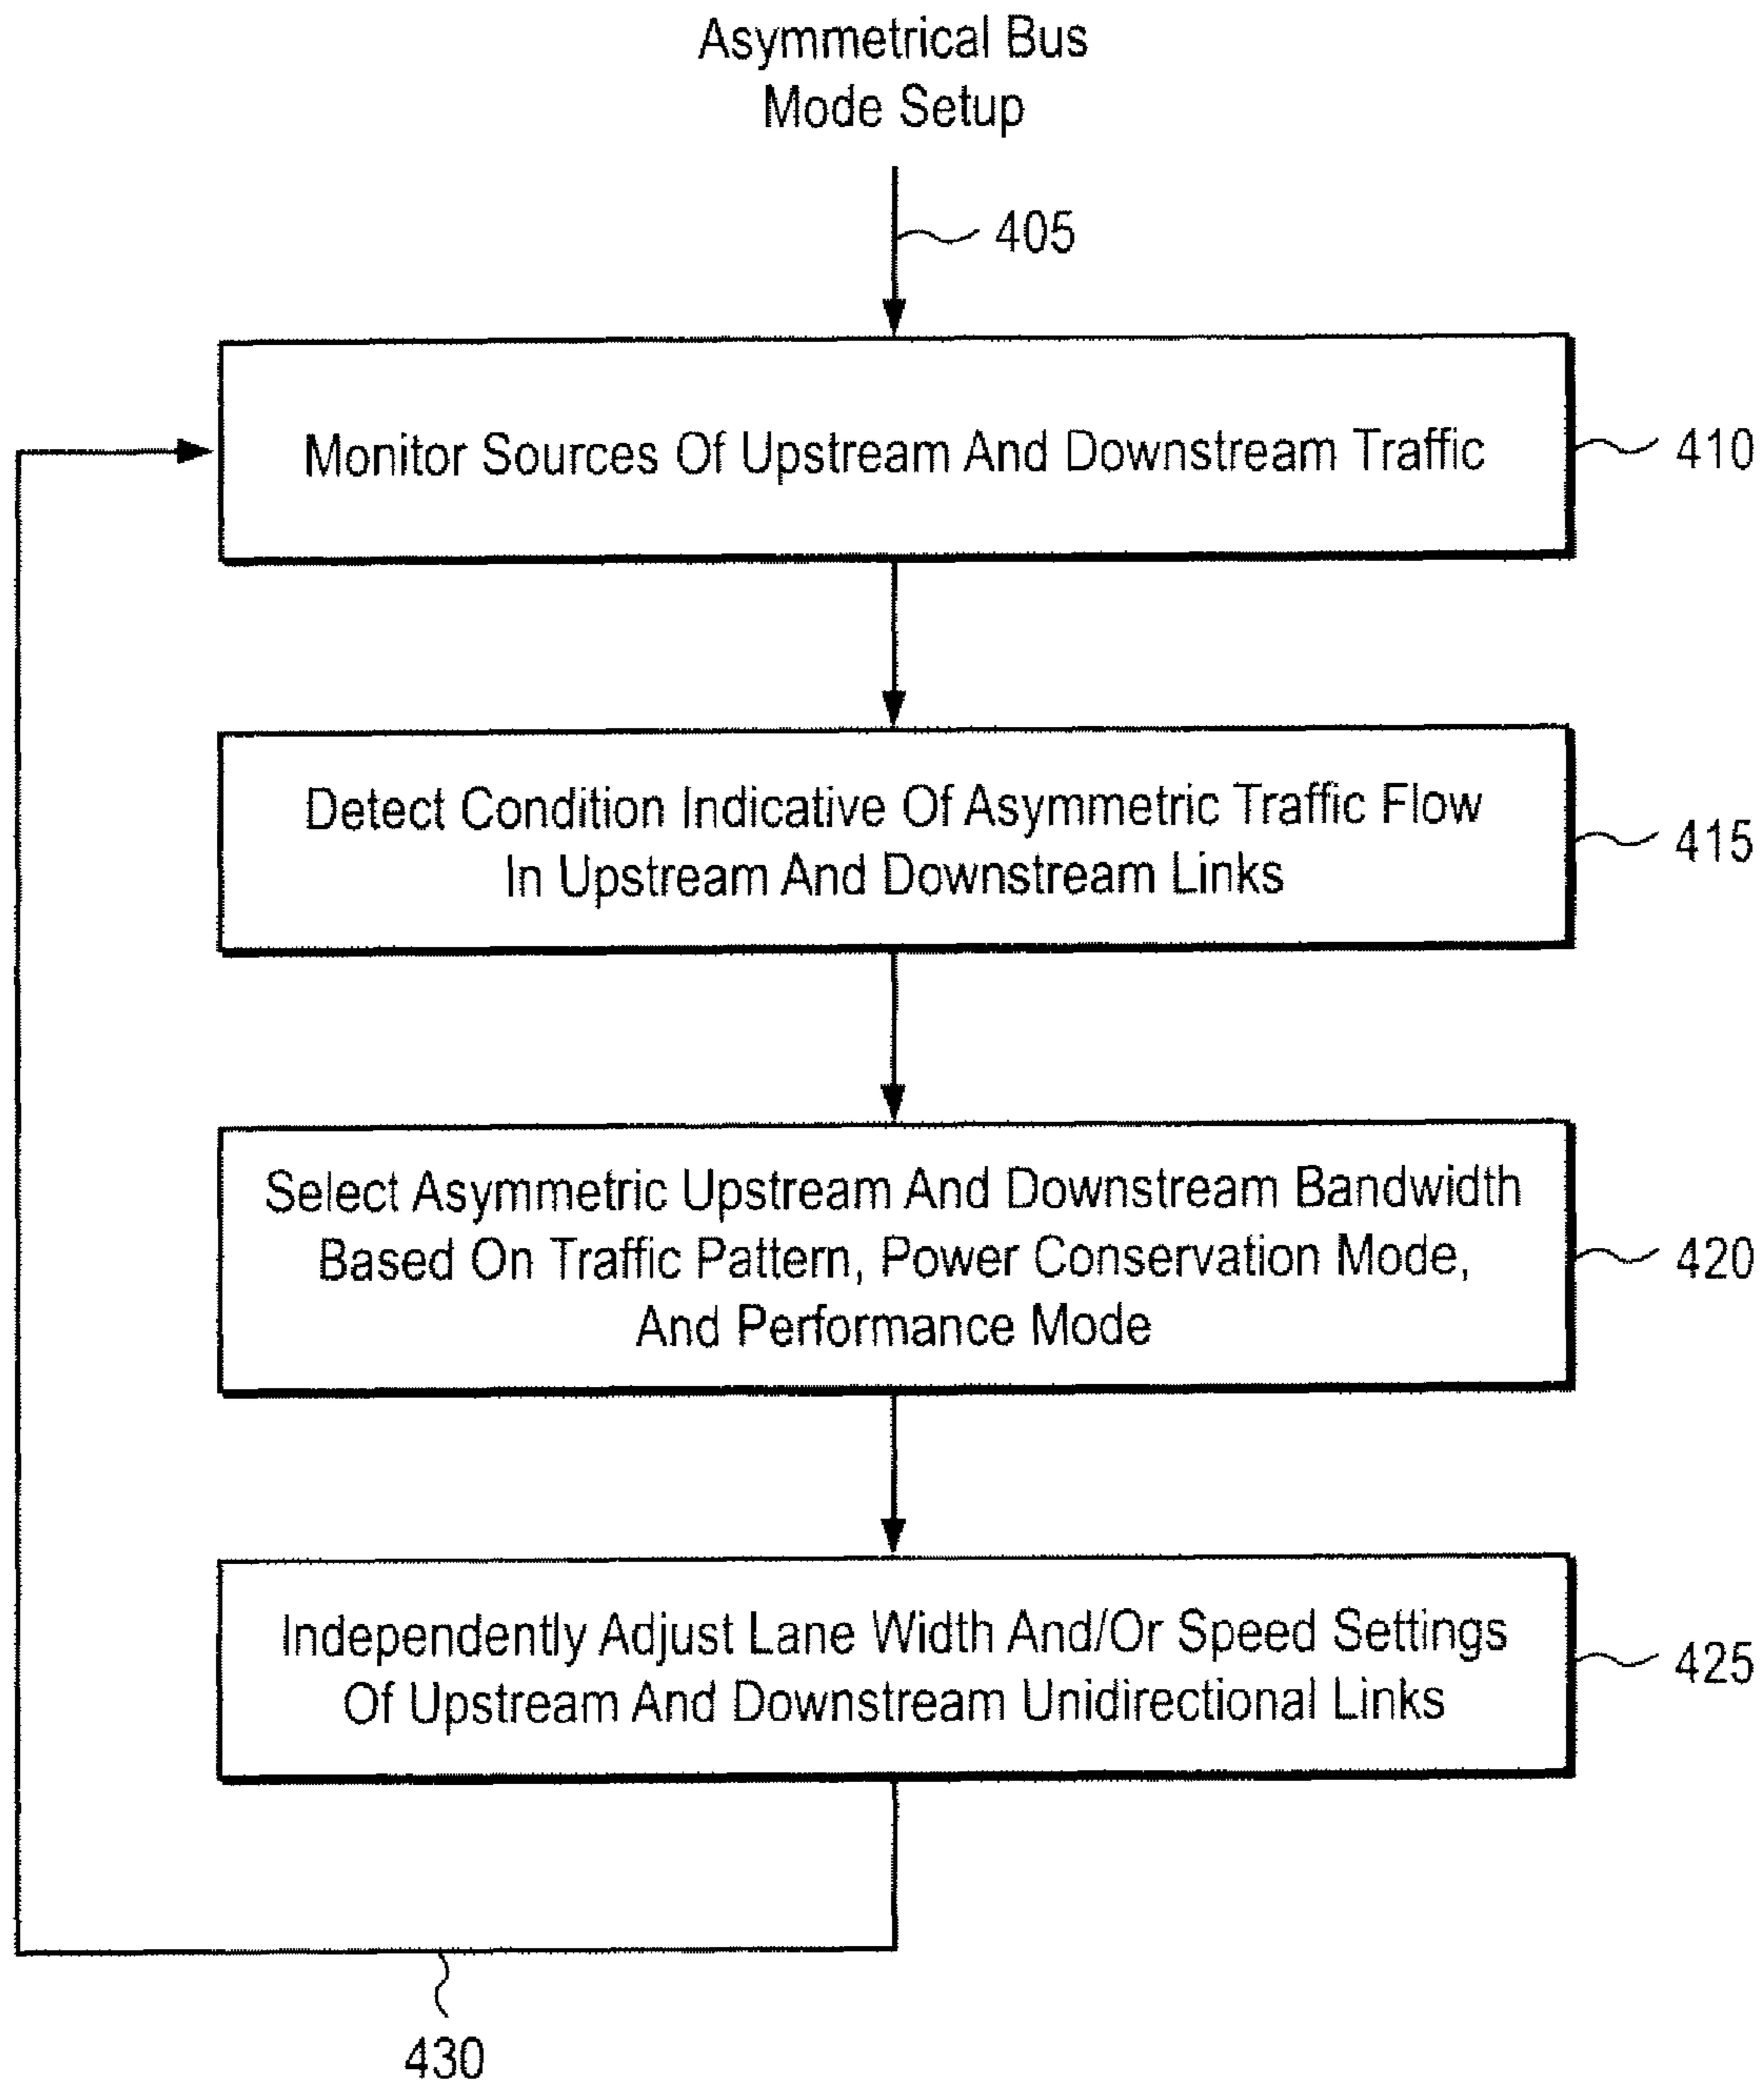 Asymmetrical Bus
Mode Setup
405
Monitor Sources Of Upstream And Downstream Traffic
410
Detect Condition Indicative Of Asymmetric Traffic Flow
In Upstream And Downstream Links
415
Select Asymmetric Upstream And Downstream Bandwidth
Based On Traffic Pattern, Power Conservation Mode,
And Performance Mode
420
Independently Adjust Lane Width And/Or Speed Settings
Of Upstream And Downstream Unidirectional Links
425
430